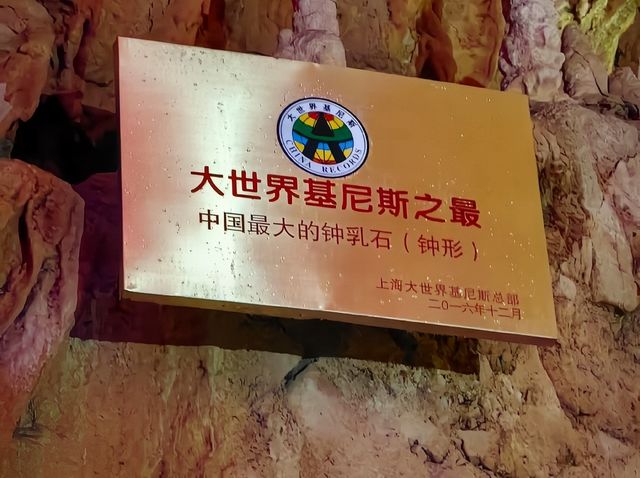 大世界基尼斯
CHINA RECORDS
大世界基尼斯之最
中国最大的钟乳石（钟形）
上海大世界基尼斯总部
二〇一六年十二月